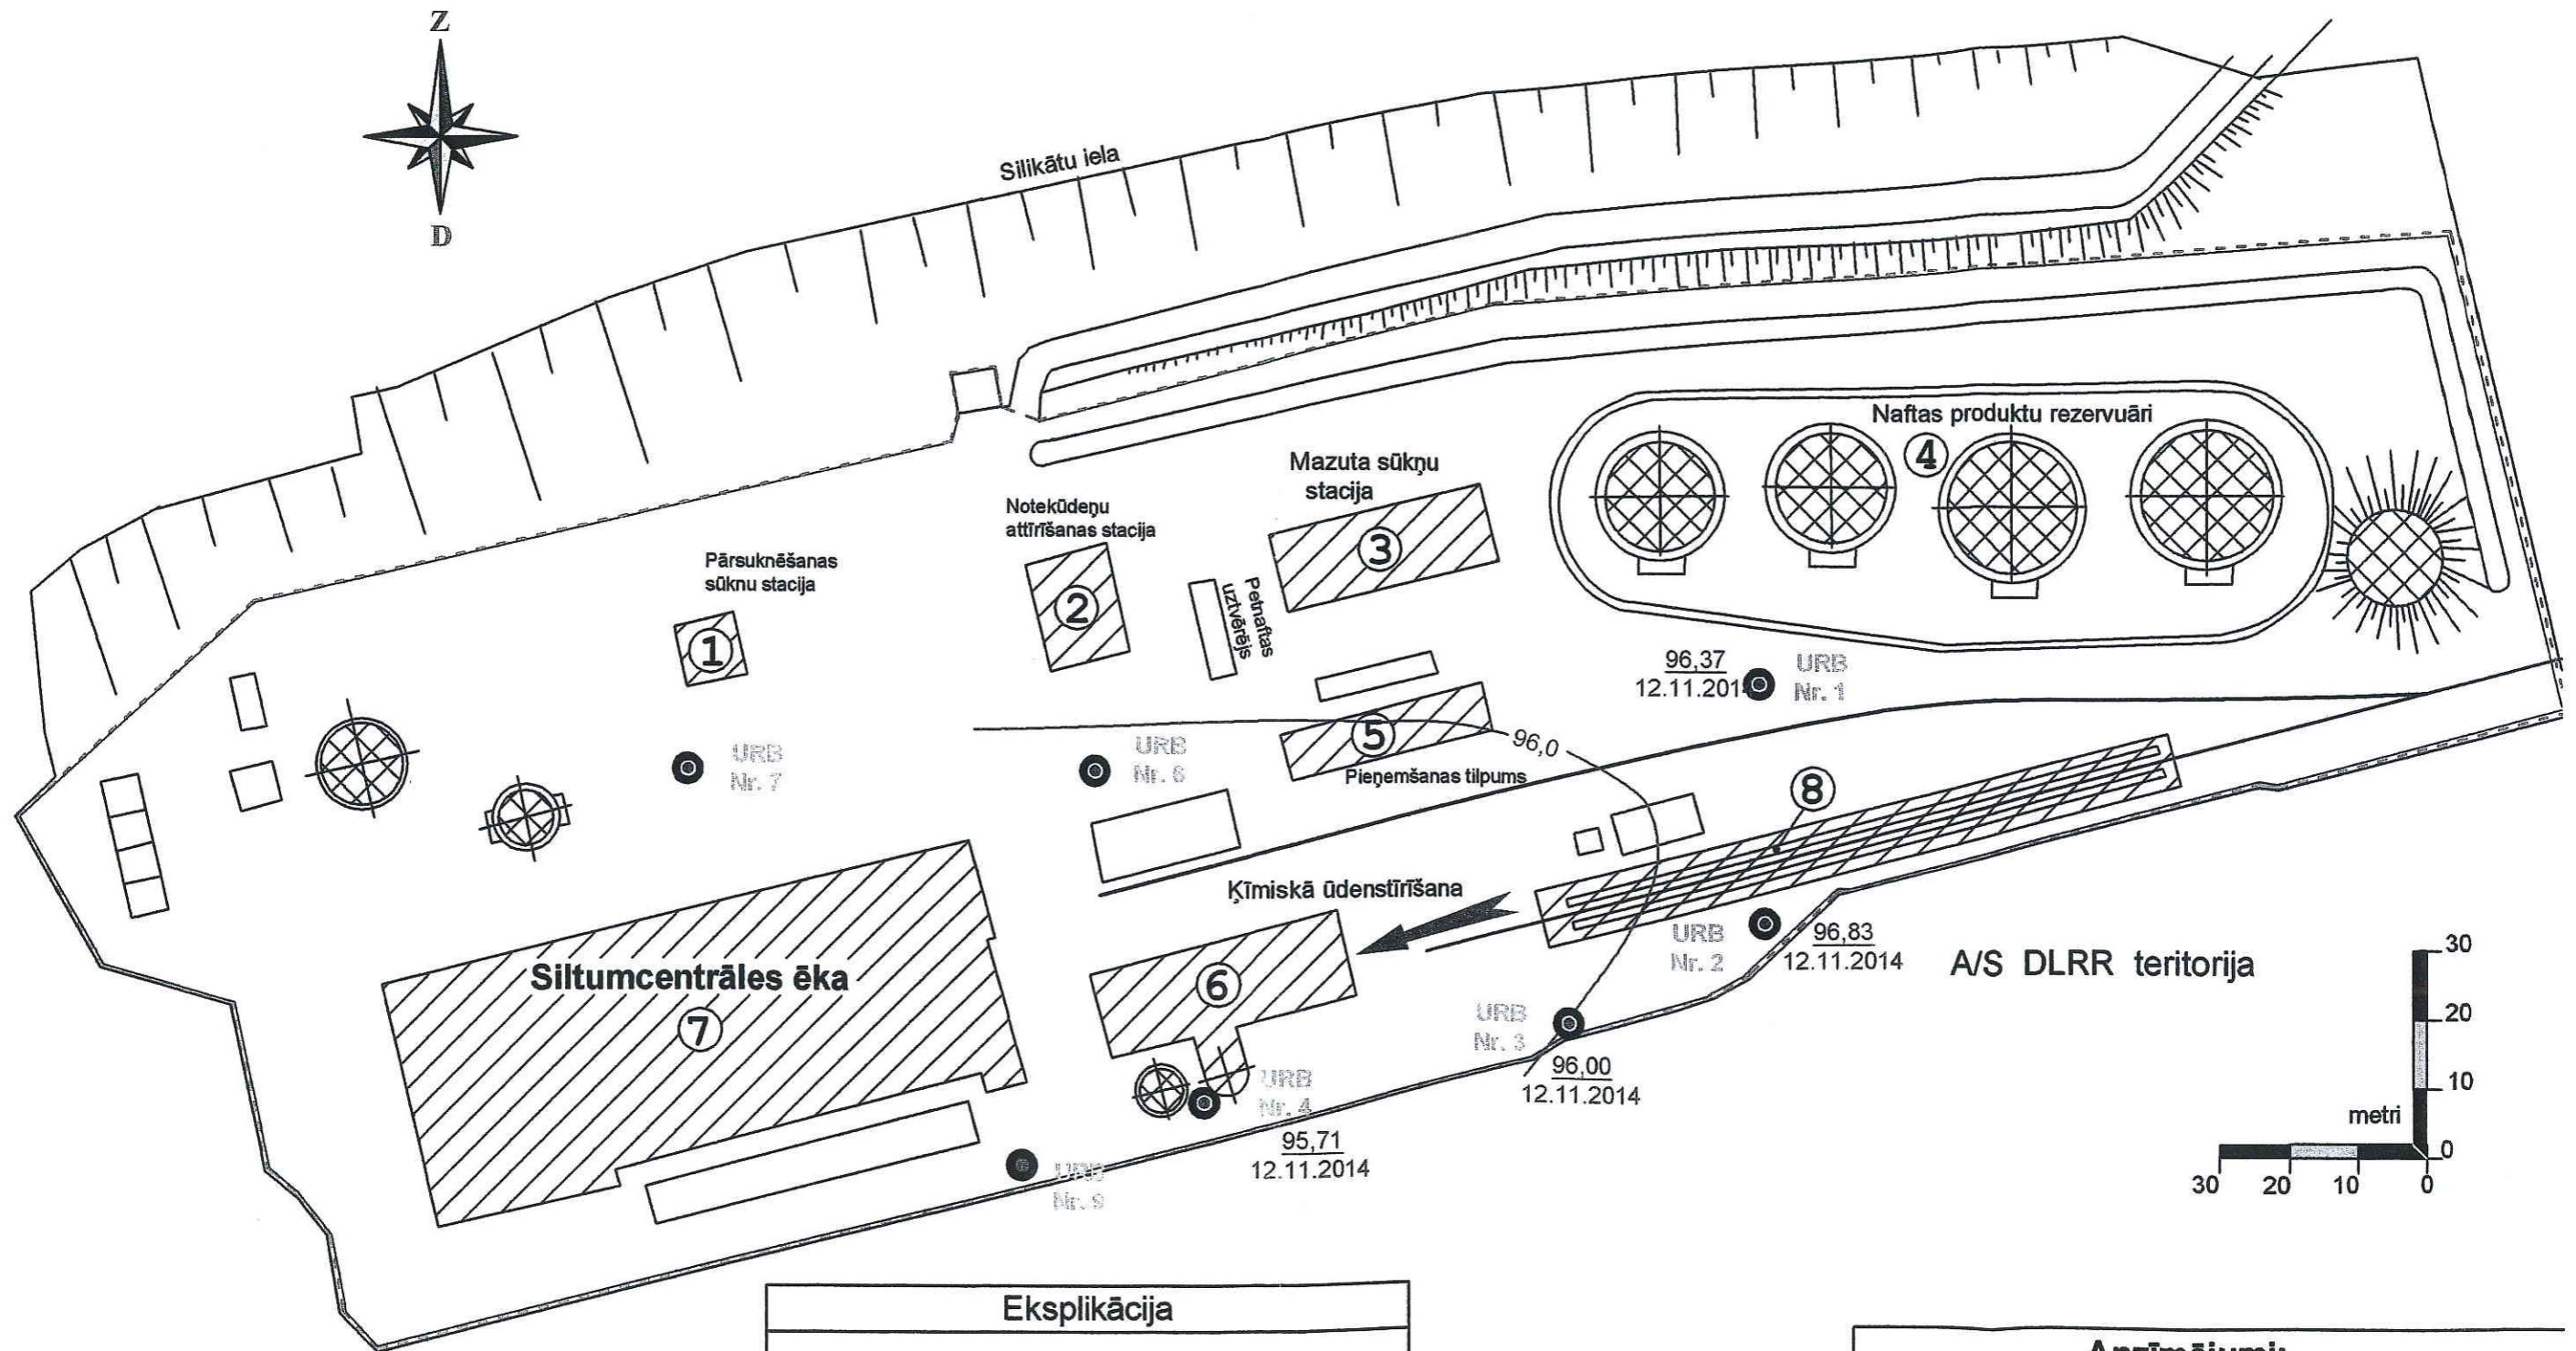 Z
D
Silikātu iela
Naftas produktu rezervuāri
4
Mazuta sūkņu
stacija
3
Notekūdeņu
attīrīšanas stacija
2
Petnaftas
uztvērējs
Pārsuknēšanas
sūknu stacija
1
96,37
12.11.2014
URB
Nr. 1
5
96,0
Pieņemšanas tilpums
URB
Nr. 7
URB
Nr. 6
8
Ķīmiskā ūdenstīrīšana
6
Siltumcentrāles ēka
7
URB
Nr. 2
96,83
12.11.2014
A/S DLRR teritorija
URB
Nr. 3
96,00
12.11.2014
URB
Nr. 4
95,71
12.11.2014
URB
Nr. 9
30
20
10
metri
0
30 20 10 0
Eksplikācija